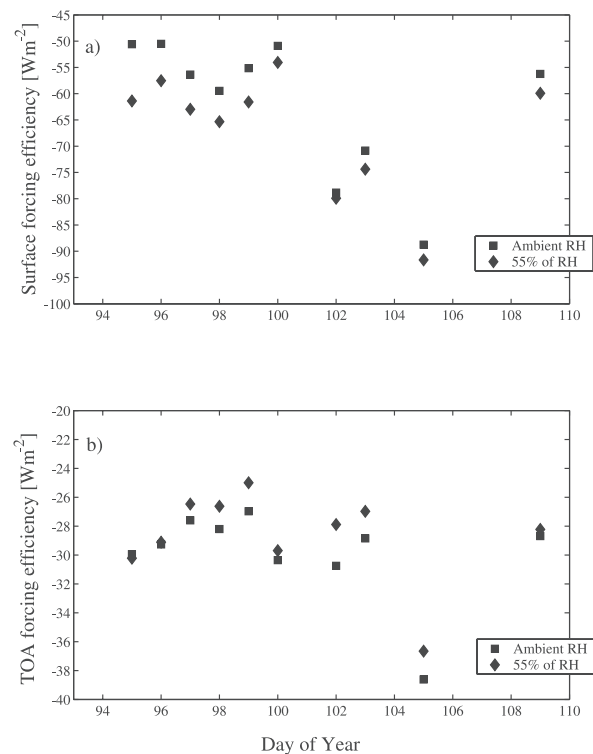 a)
Surface forcing efficiency [Wm-2]
-45
-50
-55
-60
-65
-70
-75
-80
-85
-90
-95
-100
94 96 98 100 102 104 106 108 110
Ambient RH
55% of RH
b)
TOA forcing efficiency [Wm-2]
-20
-22
-24
-26
-28
-30
-32
-34
-36
-38
-40
94 96 98 100 102 104 106 108 110
Ambient RH
55% of RH
Day of Year